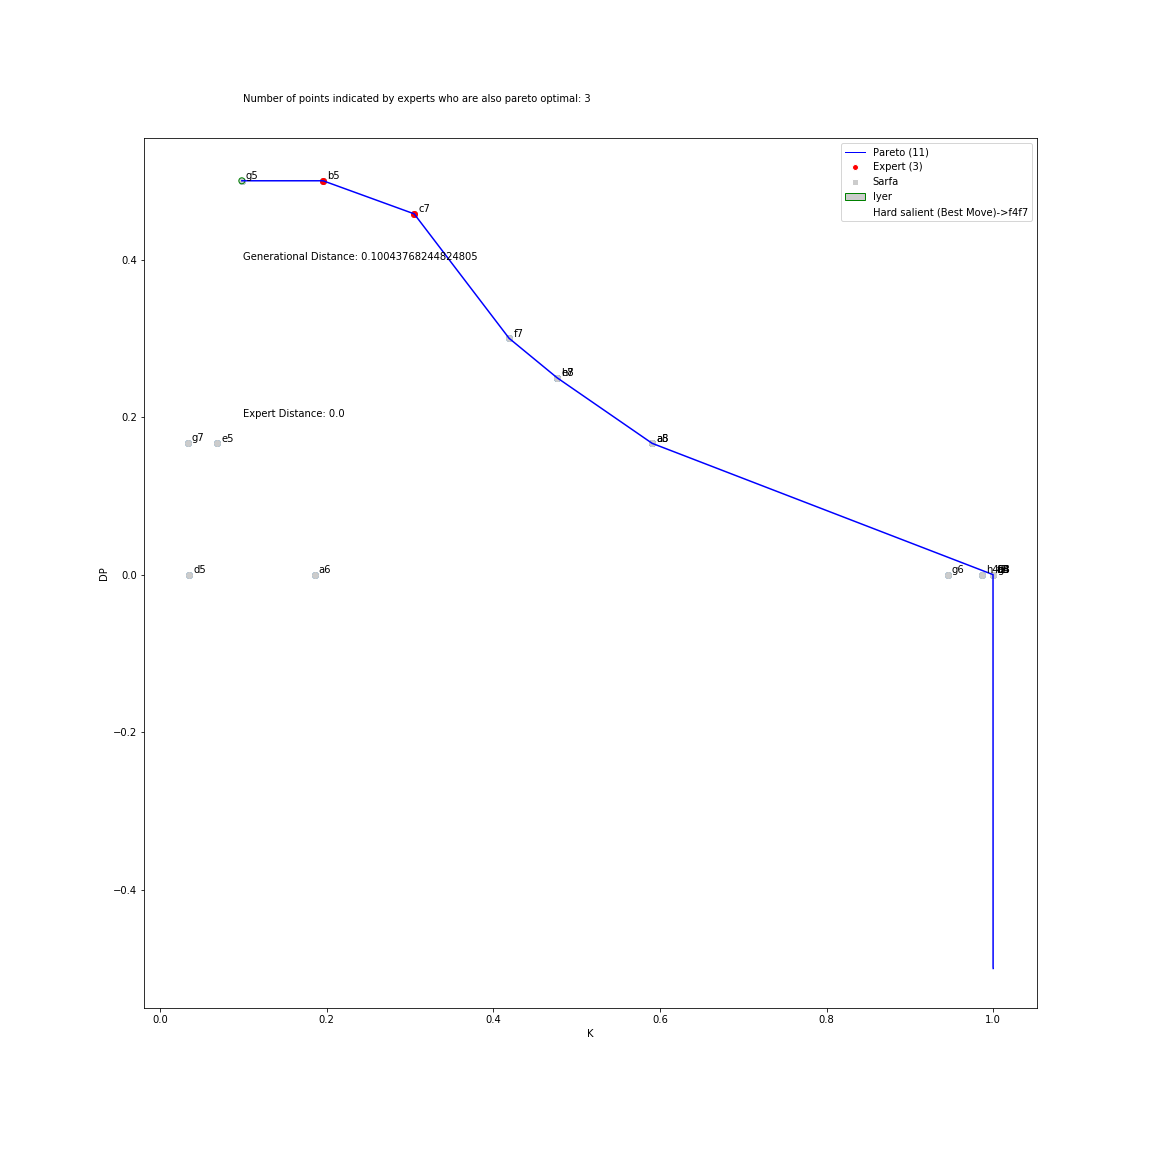 Number of points indicated by experts who are also pareto optimal: 3
Pareto (11)
Expert (3)
Sarfa
Iyer
Hard salient (Best Move)->f4f7
g5
b5
c7
Generational Distance: 0.10043768244824805
f7
Expert Distance: 0.0
g7
e5
d5
a6
g6
DP
0.4
0.2
0.0
−0.2
−0.4
0.0
0.2
0.4
0.6
0.8
1.0
K